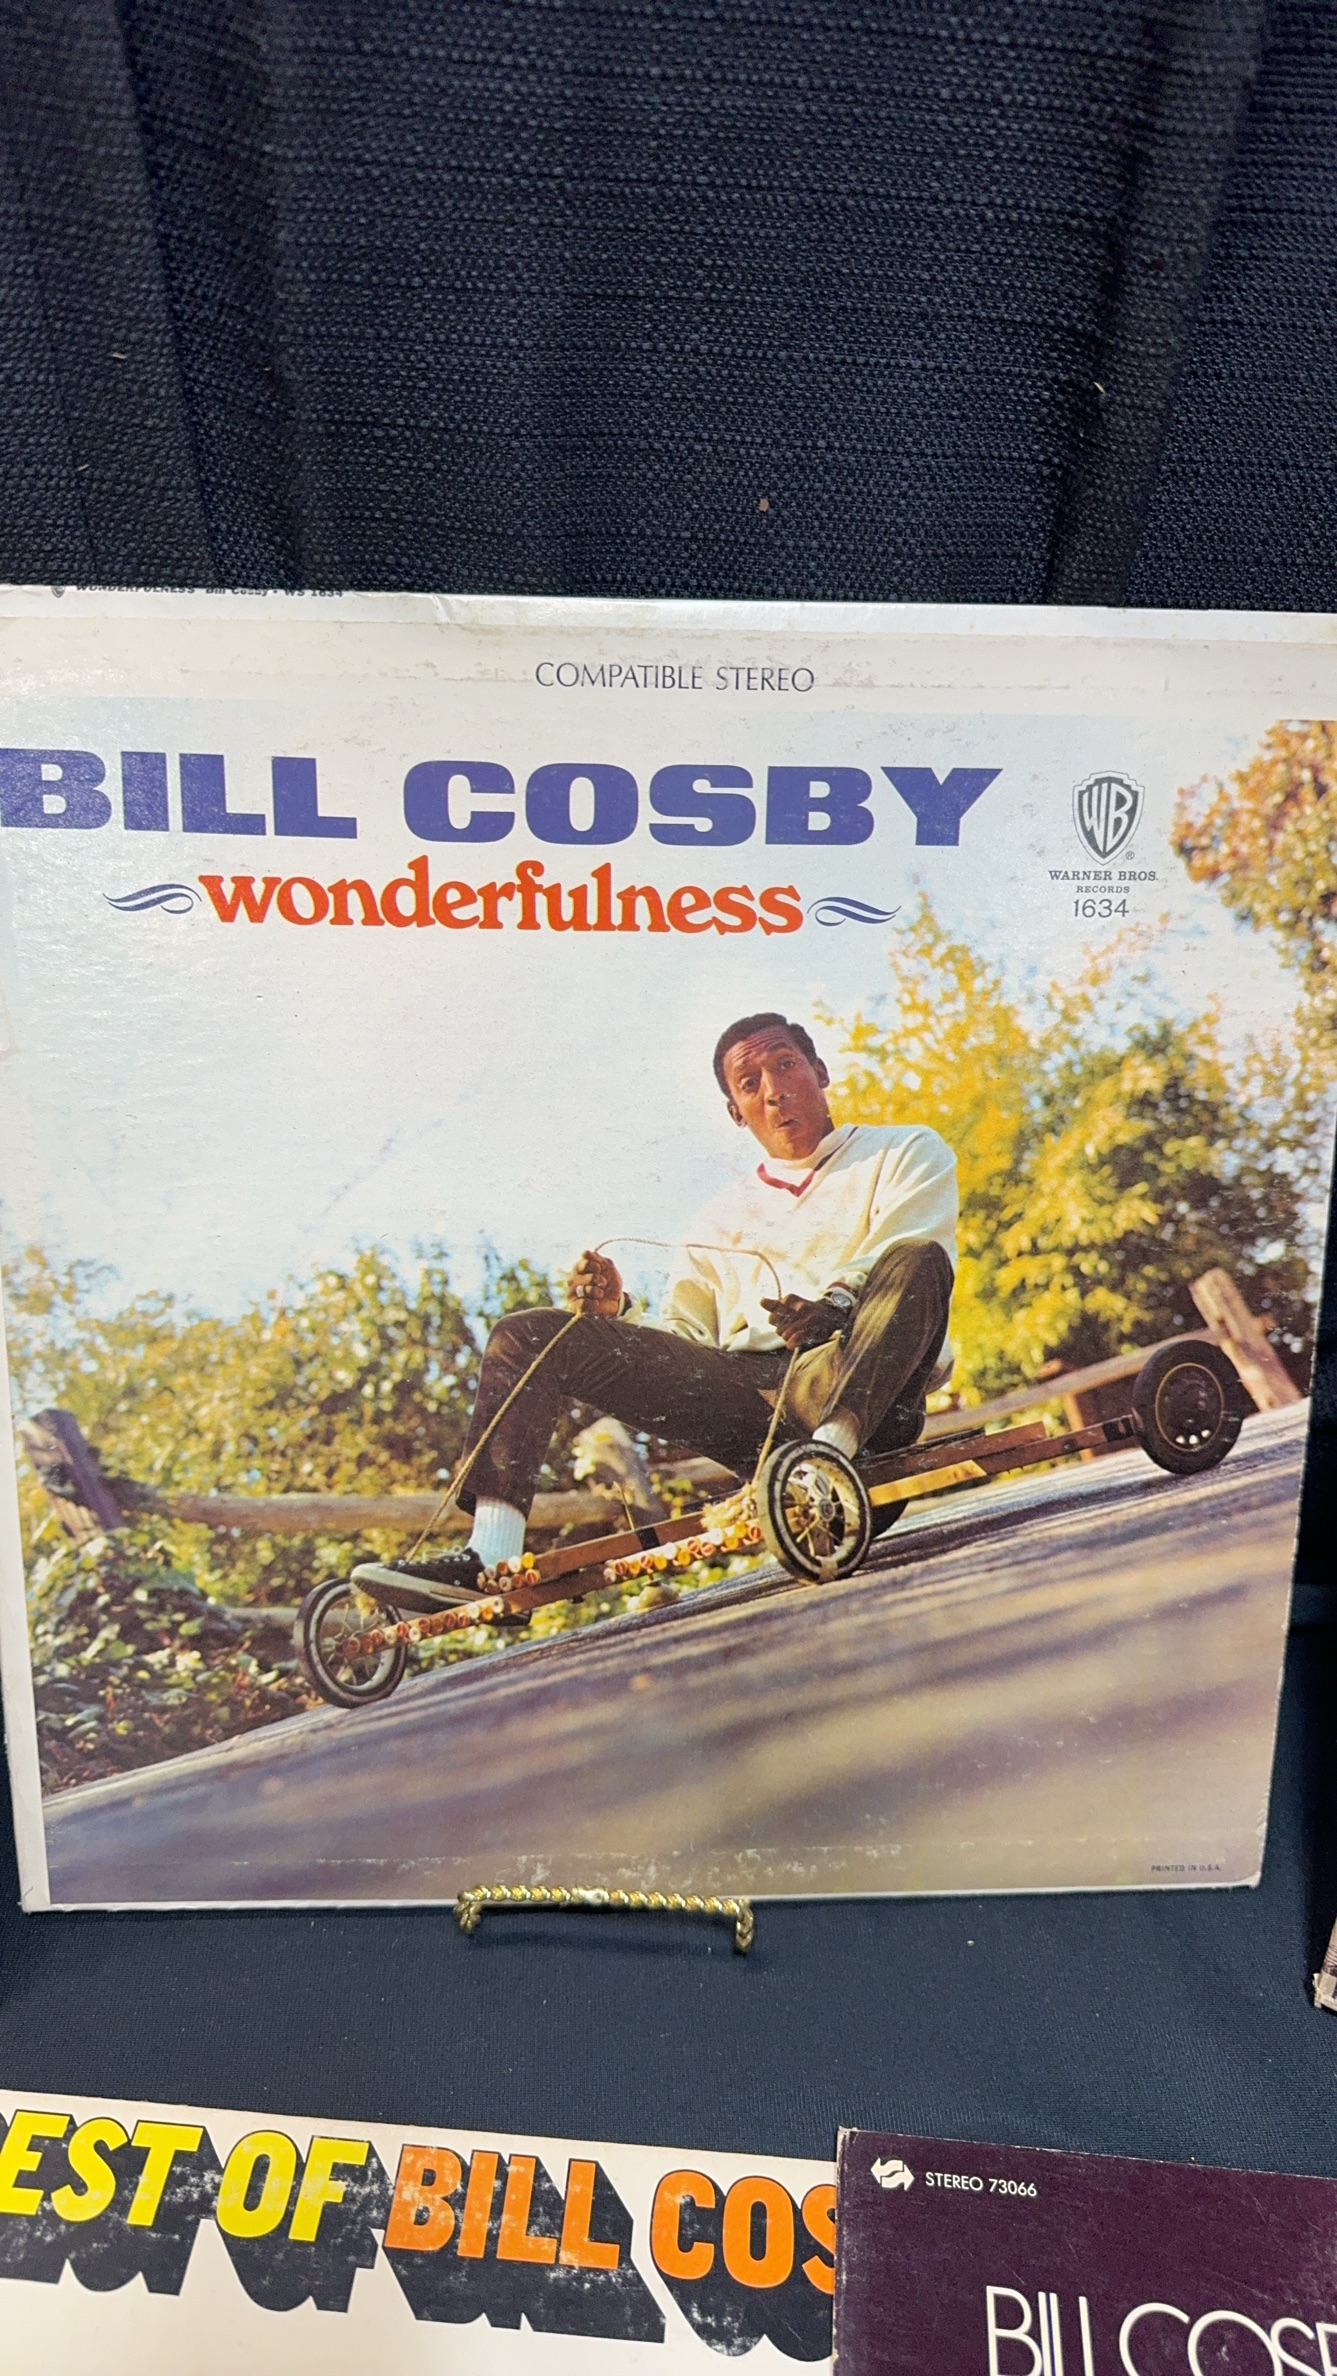 WONDERFULNESS Bill Cosby • WS 1634
COMPATIBLE STEREO
BILL COSBY
wonderfulness
WB
®
WARNER BROS.
RECORDS
1634
PRINTED IN U.S.A.
EST OF BILL COS
STEREO 73066
BILL COS